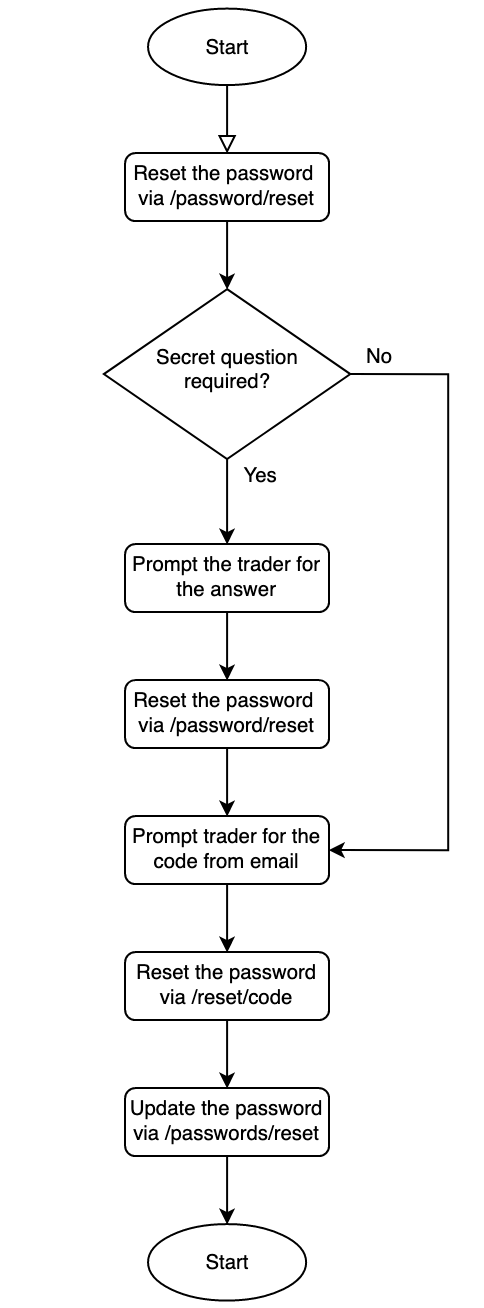 Start
Reset the password
via /password/reset
Secret question
required?
No
Yes
Prompt the trader for
the answer
Reset the password
via /password/reset
Prompt trader for the
code from email
Reset the password
via /reset/code
Update the password
via /passwords/reset
Start